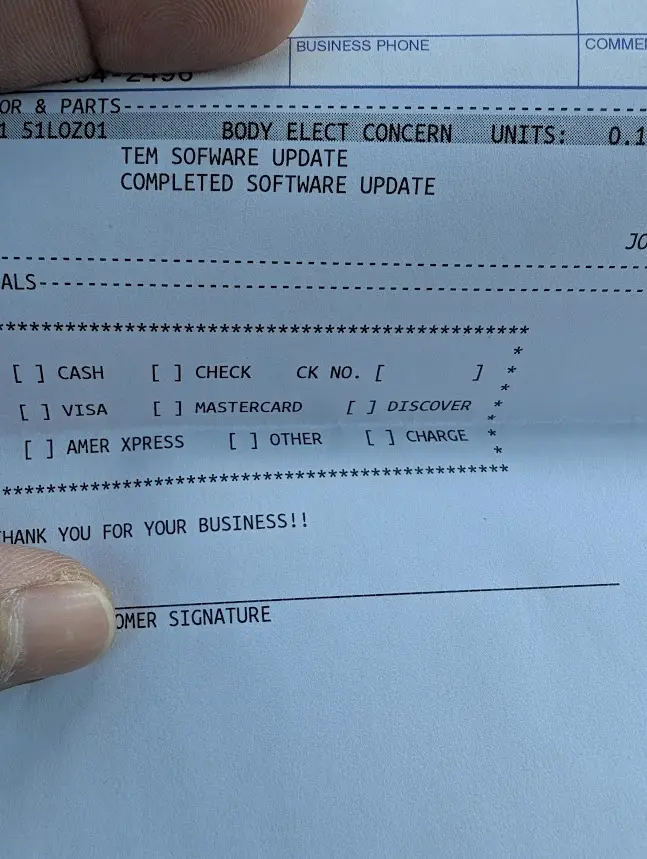 BUSINESS PHONE
COMME
-2496
OR & PARTS
1 51LOZ01 BODY ELECT CONCERN UNITS: 0.1
TEM SOFWARE UPDATE
COMPLETED SOFTWARE UPDATE
JO
ALS
[ ] CASH [ ] CHECK CK NO. [ ]
[ ] VISA [ ] MASTERCARD [ ] DISCOVER
[ ] AMER XPRESS [ ] OTHER [ ] CHARGE
HANK YOU FOR YOUR BUSINESS!!
OMER SIGNATURE